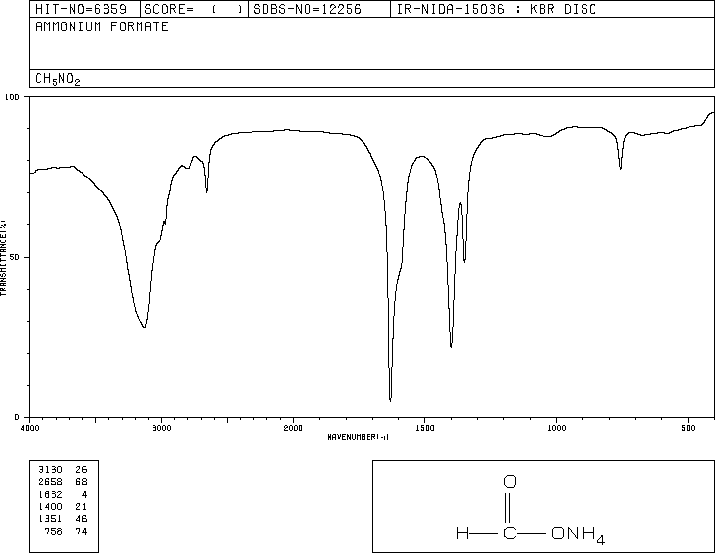 HIT-NO=6359 SCORE= ( ) SDBS-NO=12256 IR-NIDA-15036 : KBR DISC
AMMONIUM FORMATE
CH5NO2
100
50
0
TRANSMITTANCE(%)
4000 3000 2000 1500 1000 500
WAVENUMBER(-1)
3130 26
2658 68
1632 4
1400 21
1351 46
758 74
O
H C ONH4